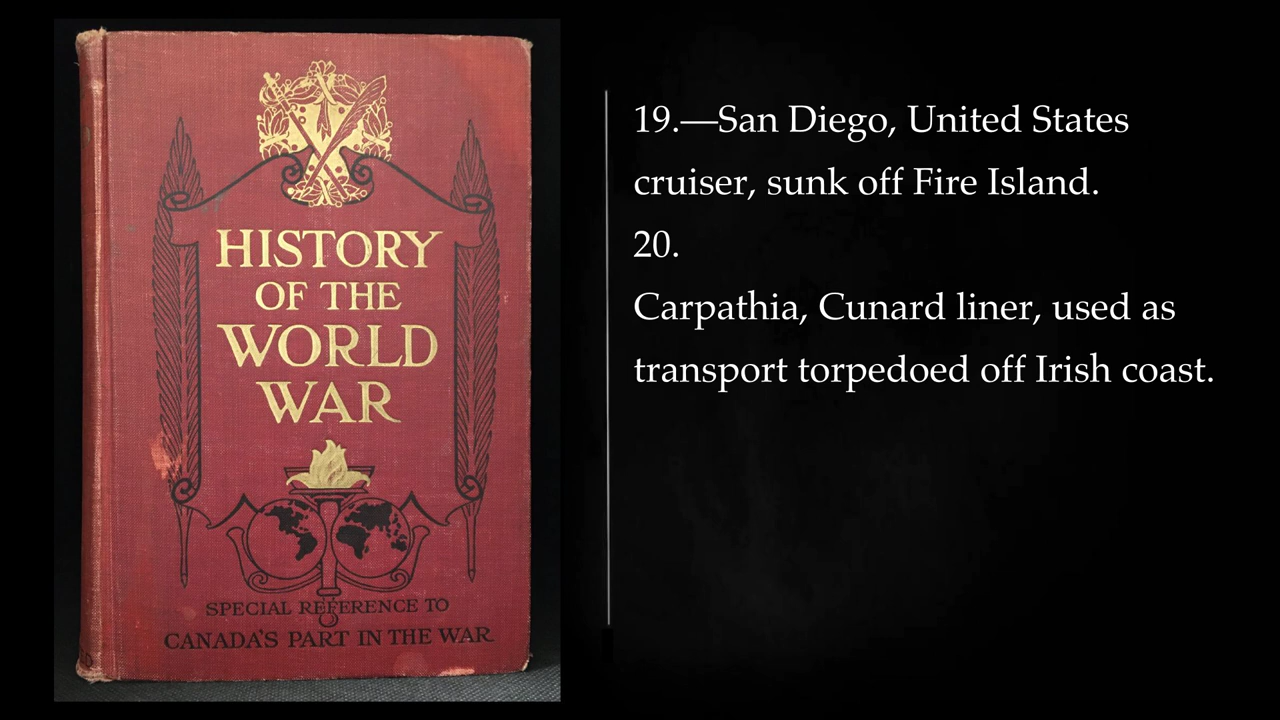 HISTORY
OF THE
WORLD
WAR
SPECIAL REFERENCE TO
CANADA'S PART IN THE WAR
19.—San Diego, United States
cruiser, sunk off Fire Island.
20.
Carpathia, Cunard liner, used as
transport torpedoed off Irish coast.